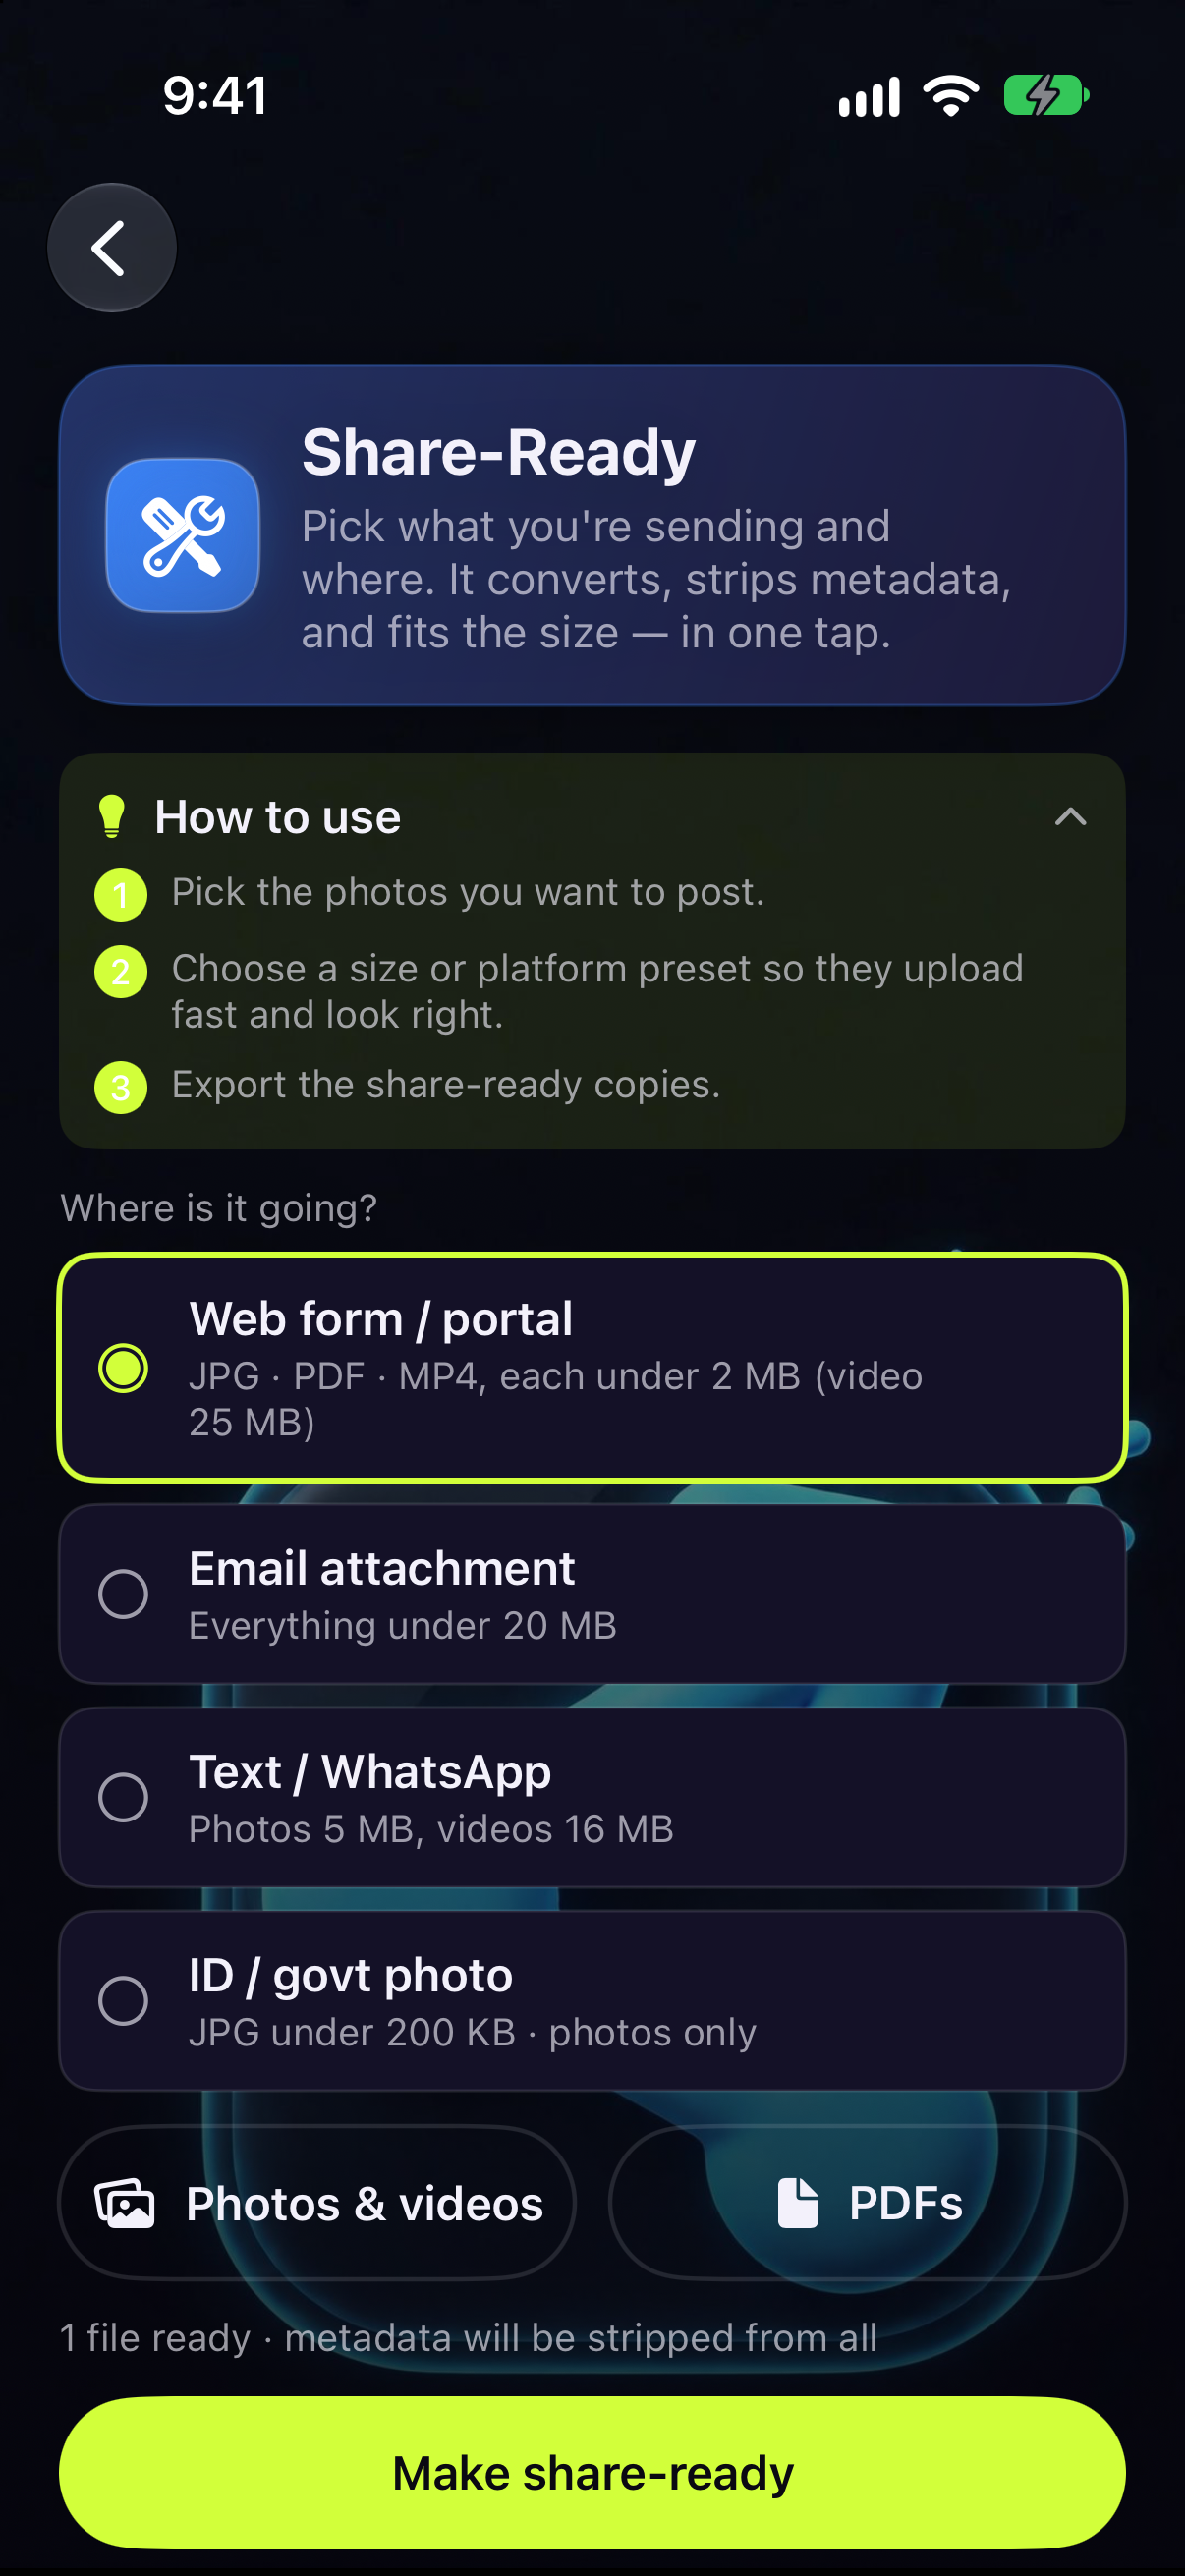 9:41
Share-Ready
Pick what you're sending and
where. It converts, strips metadata,
and fits the size — in one tap.
How to use
1 Pick the photos you want to post.
2 Choose a size or platform preset so they upload
fast and look right.
3 Export the share-ready copies.
Where is it going?
Web form / portal
JPG · PDF · MP4, each under 2 MB (video
25 MB)
Email attachment
Everything under 20 MB
Text / WhatsApp
Photos 5 MB, videos 16 MB
ID / govt photo
JPG under 200 KB · photos only
Photos & videos
PDFs
1 file ready · metadata will be stripped from all
Make share-ready